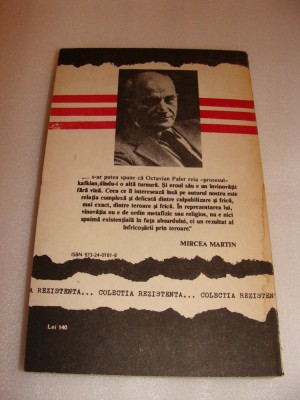 „... s-ar putea spune că Octavian Paler reia «procesul»
kafkian, dîndu-i o altă turnură. Și eroul său e un învinovățit
fără vină. Ceea ce îl interesează însă pe autorul nostru este
relația complexă și delicată dintre culpabilizare și frică,
mai exact, dintre teroare și frică. În reprezentarea lui,
vinovăția nu e de ordin metafizic sau religios, nu e nici
spaimă existențială în fața absurdului, ci un rezultat al
înfricoșării prin teroare."
MIRCEA MARTIN
ISBN 973-24-0181-9
IA REZISTENTA... COLECTIA REZISTENTA... COLECTIA REZISTENTA
Lei 140